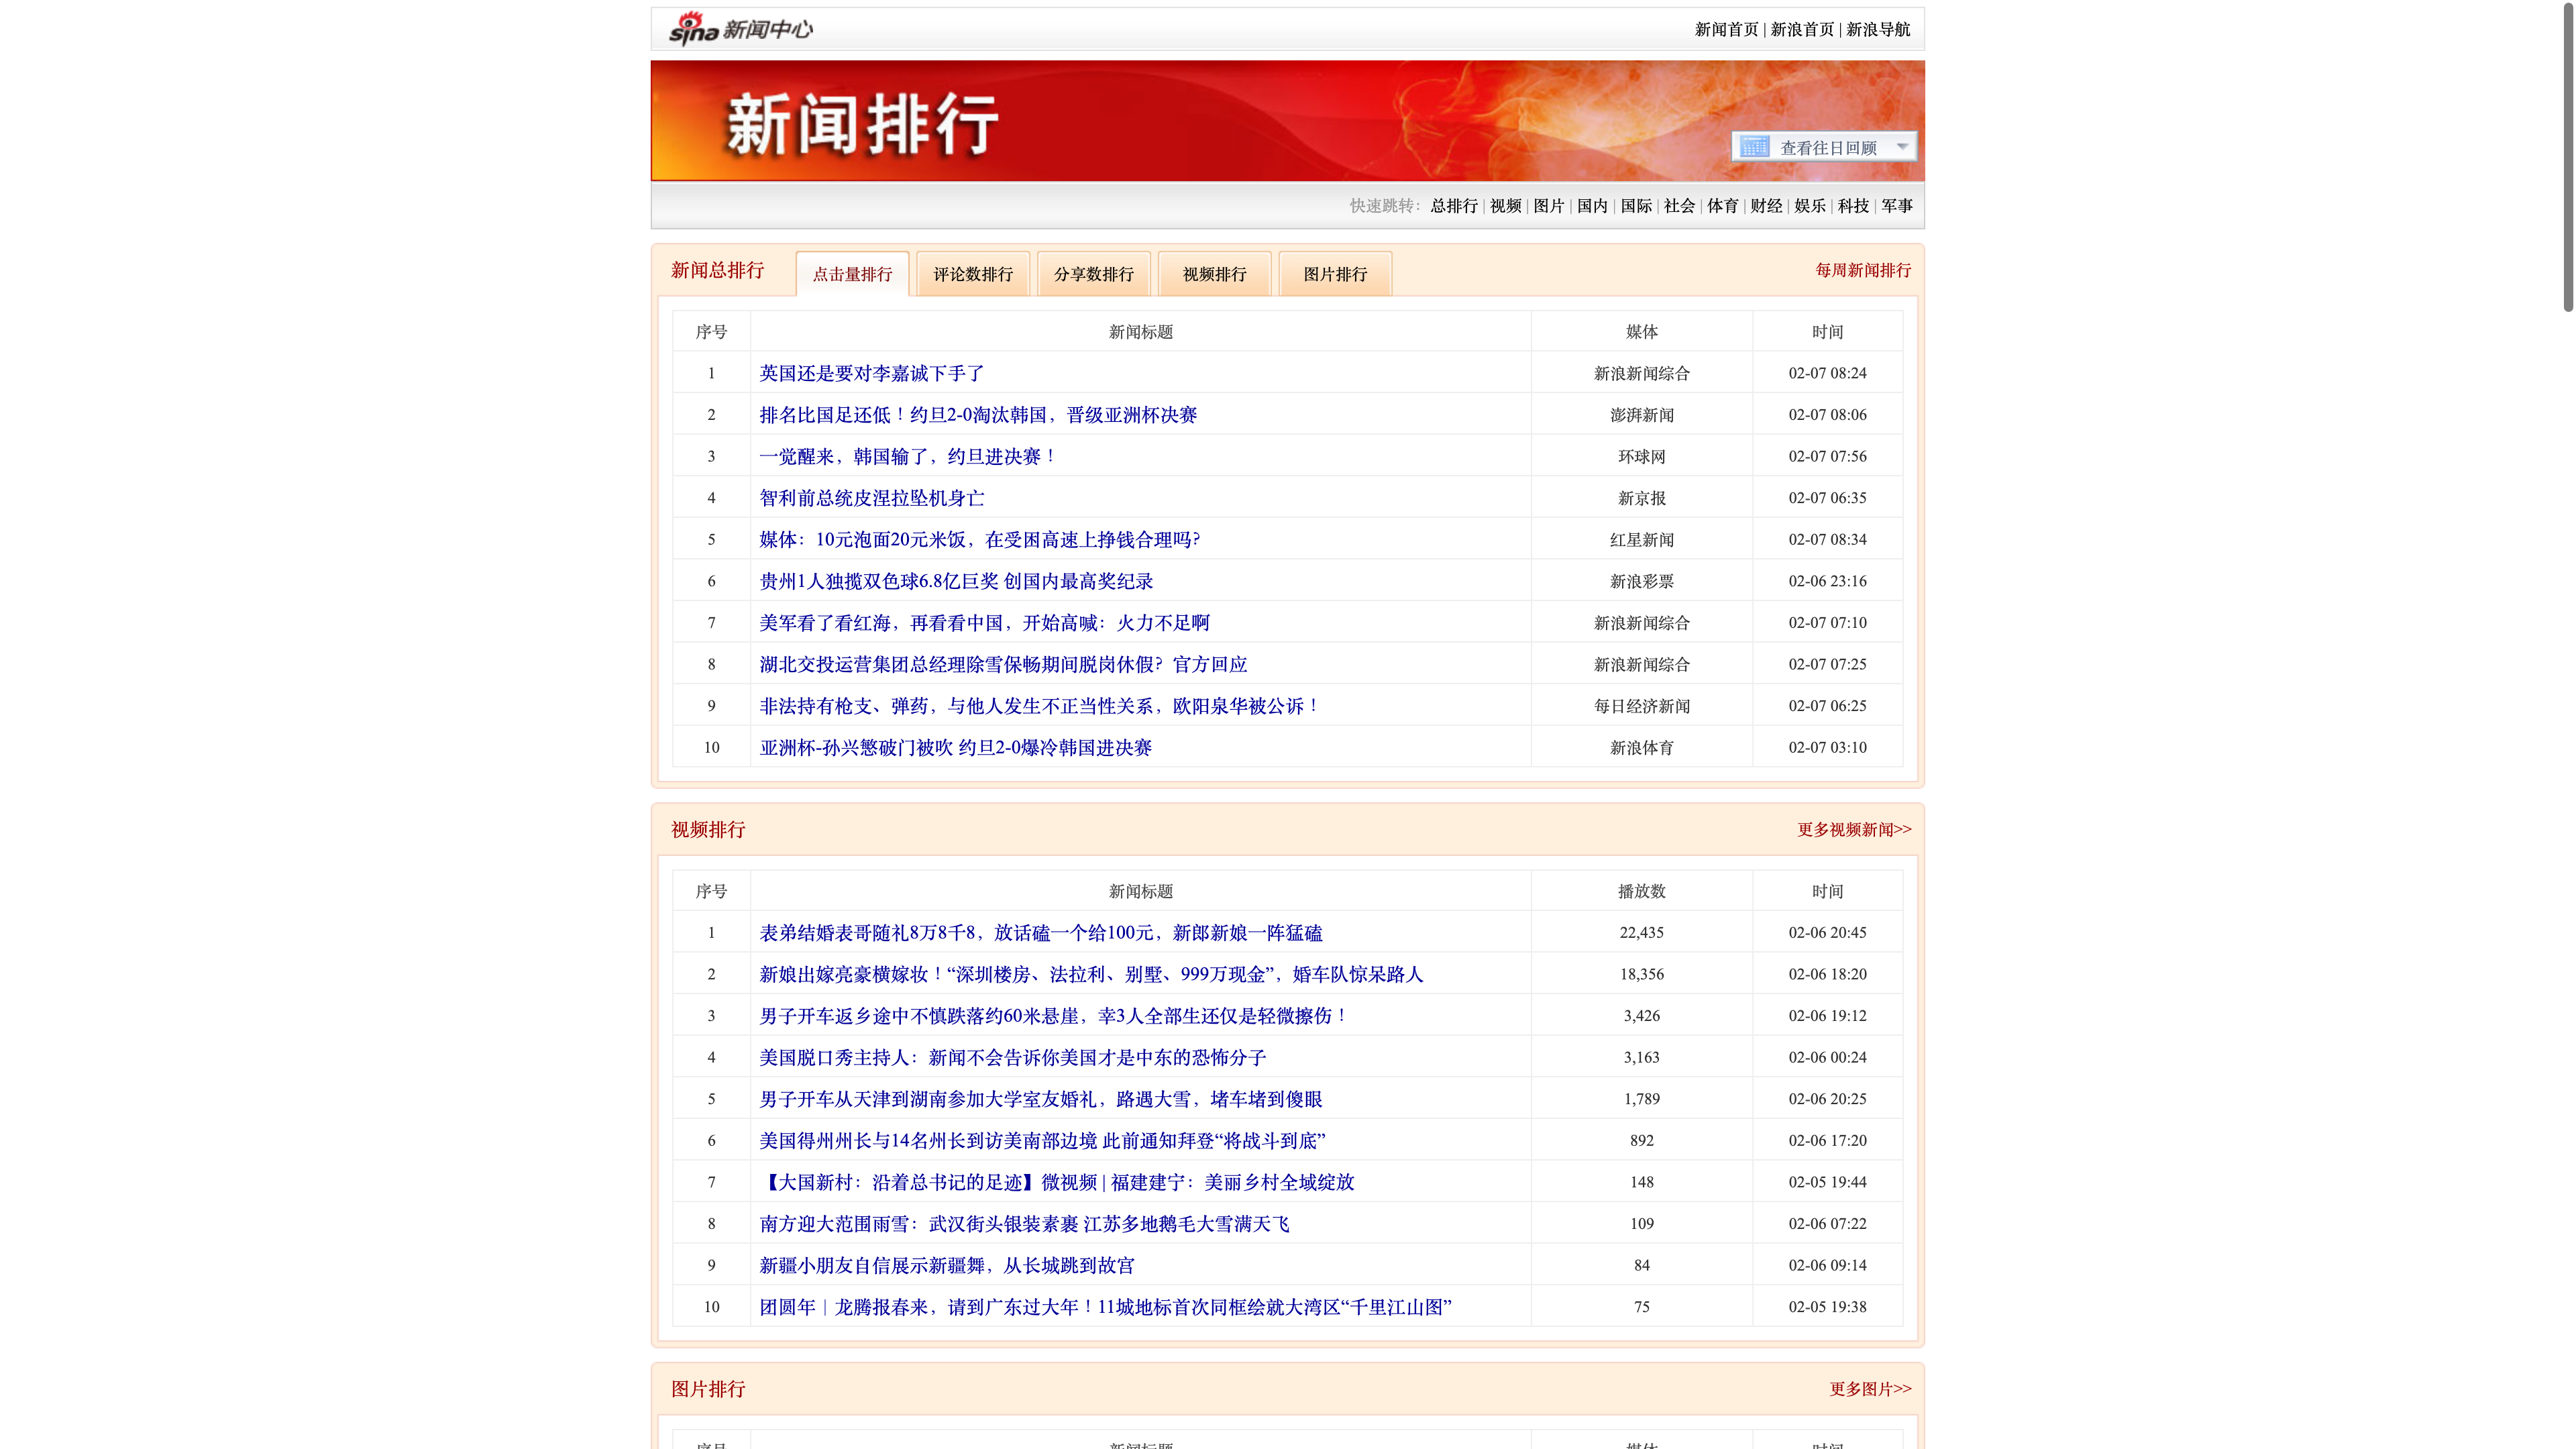 sina 新闻中心
新闻首页 | 新浪首页 | 新浪导航
新闻排行
查看往日回顾
快速跳转： 总排行 | 视频 | 图片 | 国内 | 国际 | 社会 | 体育 | 财经 | 娱乐 | 科技 | 军事
新闻总排行 点击量排行 评论数排行 分享数排行 视频排行 图片排行 每周新闻排行
序号 新闻标题 媒体 时间
1 英国还是要对李嘉诚下手了 新浪新闻综合 02-07 08:24
2 排名比国足还低！约旦2-0淘汰韩国，晋级亚洲杯决赛 澎湃新闻 02-07 08:06
3 一觉醒来，韩国输了，约旦进决赛！ 环球网 02-07 07:56
4 智利前总统皮涅拉坠机身亡 新京报 02-07 06:35
5 媒体：10元泡面20元米饭，在受困高速上挣钱合理吗？ 红星新闻 02-07 08:34
6 贵州1人独揽双色球6.8亿巨奖 创国内最高奖纪录 新浪彩票 02-06 23:16
7 美军看了看红海，再看看中国，开始高喊：火力不足啊 新浪新闻综合 02-07 07:10
8 湖北交投运营集团总经理除雪保畅期间脱岗休假？官方回应 新浪新闻综合 02-07 07:25
9 非法持有枪支、弹药，与他人发生不正当性关系，欧阳泉华被公诉！ 每日经济新闻 02-07 06:25
10 亚洲杯-孙兴慜破门被吹 约旦2-0爆冷韩国进决赛 新浪体育 02-07 03:10
视频排行 更多视频新闻>>
序号 新闻标题 播放数 时间
1 表弟结婚表哥随礼8万8千8，放话磕一个给100元，新郎新娘一阵猛磕 22,435 02-06 20:45
2 新娘出嫁亮豪横嫁妆！“深圳楼房、法拉利、别墅、999万现金”，婚车队惊呆路人 18,356 02-06 18:20
3 男子开车返乡途中不慎跌落约60米悬崖，幸3人全部生还仅是轻微擦伤！ 3,426 02-06 19:12
4 美国脱口秀主持人：新闻不会告诉你美国才是中东的恐怖分子 3,163 02-06 00:24
5 男子开车从天津到湖南参加大学室友婚礼，路遇大雪，堵车堵到傻眼 1,789 02-06 20:25
6 美国得州州长与14名州长到访美南部边境 此前通知拜登“将战斗到底” 892 02-06 17:20
7 【大国新村：沿着总书记的足迹】微视频 | 福建建宁：美丽乡村全域绽放 148 02-05 19:44
8 南方迎大范围雨雪：武汉街头银装素裹 江苏多地鹅毛大雪满天飞 109 02-06 07:22
9 新疆小朋友自信展示新疆舞，从长城跳到故宫 84 02-06 09:14
10 团圆年｜龙腾报春来，请到广东过大年！11城地标首次同框绘就大湾区“千里江山图” 75 02-05 19:38
图片排行 更多图片>>
序号 新闻标题 媒体 时间